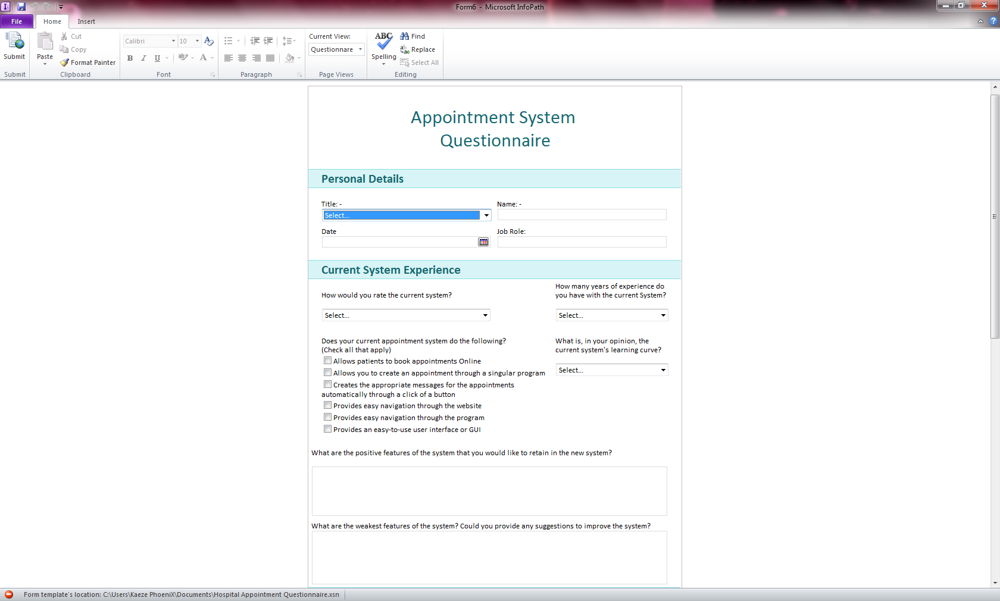 Form6 - Microsoft InfoPath
File Home Insert
Submit
Paste
Cut
Copy
Format Painter
Calibri 10
B I U
Current View:
Questionnare
ABC
Spelling
Find
Replace
Select All
Submit Clipboard Font Paragraph Page Views Editing
Appointment System
Questionnaire
Personal Details
Title: - Name: -
Select...
Date Job Role:
Current System Experience
How would you rate the current system?
How many years of experience do
you have with the current System?
Select... Select...
Does your current appointment system do the following?
(Check all that apply)
What is, in your opinion, the
current system's learning curve?
Select...
Allows patients to book appointments Online
Allows you to create an appointment through a singular program
Creates the appropriate messages for the appointments
automatically through a click of a button
Provides easy navigation through the website
Provides easy navigation through the program
Provides an easy-to-use user interface or GUI
What are the positive features of the system that you would like to retain in the new system?
What are the weakest features of the system? Could you provide any suggestions to improve the system?
Form template's location: C:\Users\Kaeze PhoeniX\Documents\Hospital Appointment Questionnaire.xsn